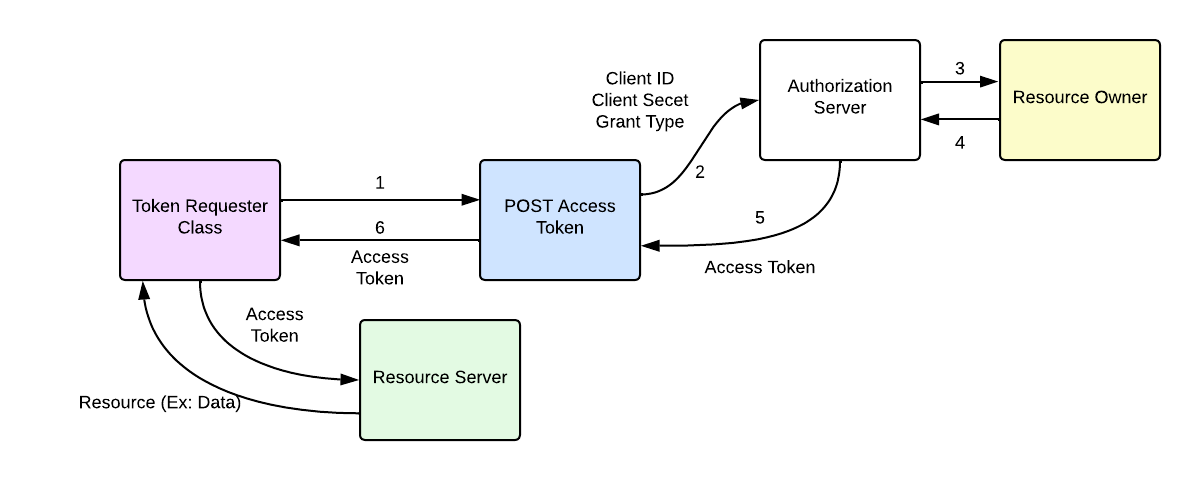 Client ID
Client Secet
Grant Type
Authorization
Server
3
Resource Owner
4
2
Token Requester
Class
1
6
Access
Token
POST Access
Token
5
Access Token
Access
Token
Resource Server
Resource (Ex: Data)